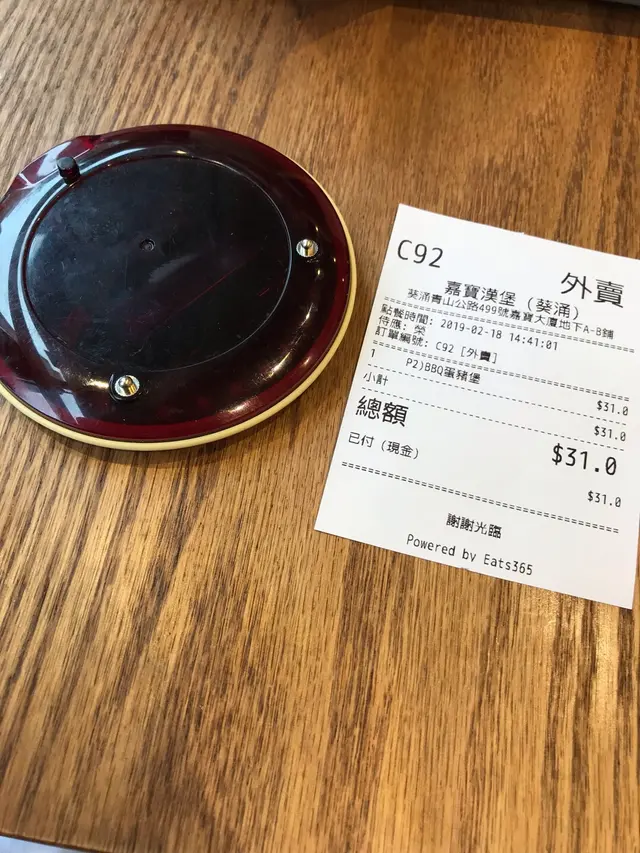 C92
外賣
嘉寶漢堡 (葵涌)
葵涌青山公路499號嘉寶大廈地下A-B鋪
點餐時間: 2019-02-18 14:41:01
侍應: 榮
訂單編號: C92 [外賣]
1 P2)BBQ蛋豬堡 $31.0
小計 $31.0
總額 $31.0
已付 (現金) $31.0
謝謝光臨
Powered by Eats365